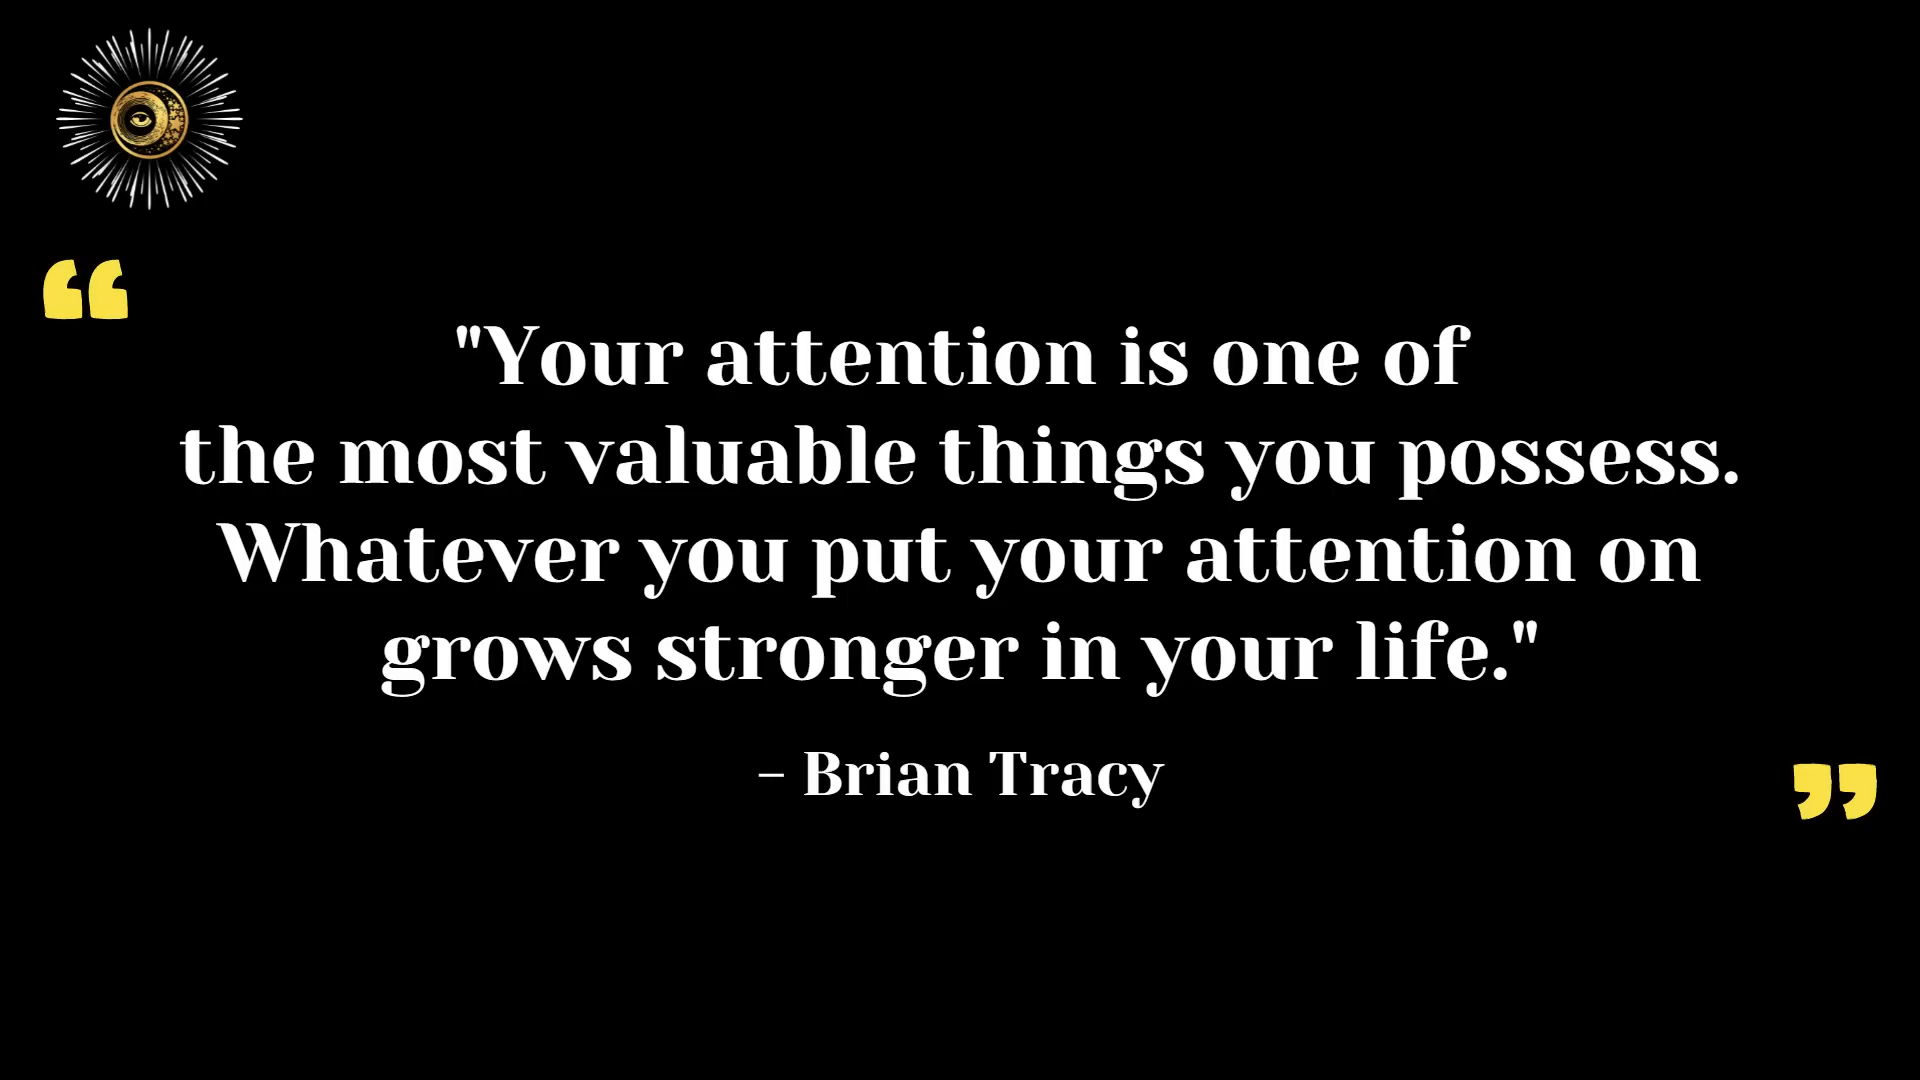 "Your attention is one of
the most valuable things you possess.
Whatever you put your attention on
grows stronger in your life."
– Brian Tracy